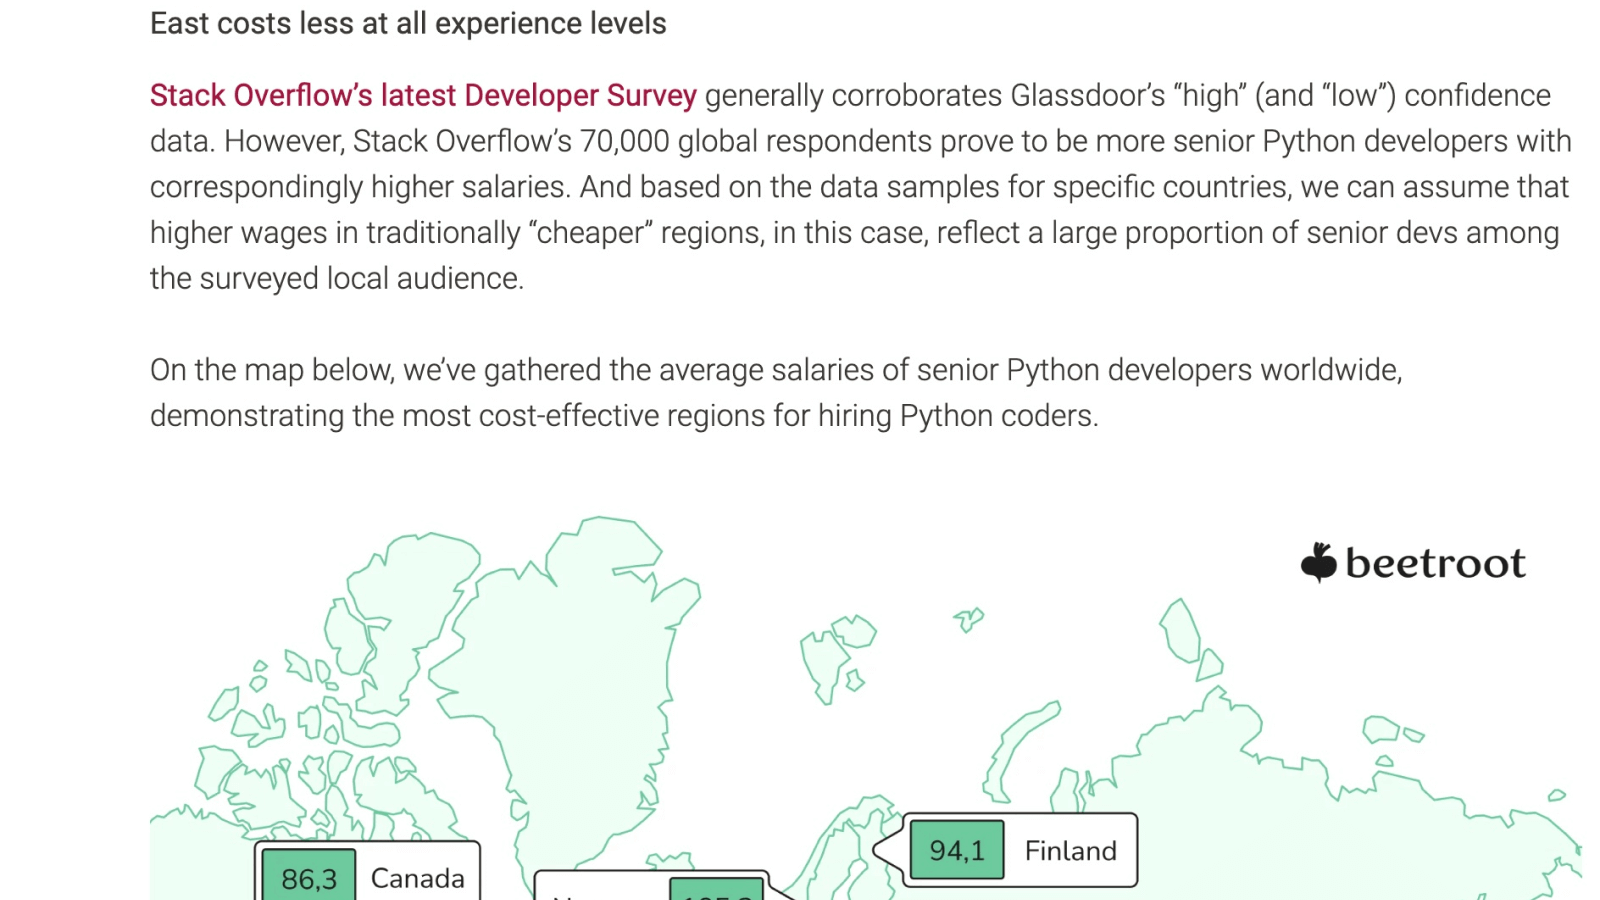 East costs less at all experience levels
Stack Overflow’s latest Developer Survey generally corroborates Glassdoor’s “high” (and “low”) confidence
data. However, Stack Overflow’s 70,000 global respondents prove to be more senior Python developers with
correspondingly higher salaries. And based on the data samples for specific countries, we can assume that
higher wages in traditionally “cheaper” regions, in this case, reflect a large proportion of senior devs among
the surveyed local audience.
On the map below, we’ve gathered the average salaries of senior Python developers worldwide,
demonstrating the most cost-effective regions for hiring Python coders.
beetroot
94,1 Finland
86,3 Canada